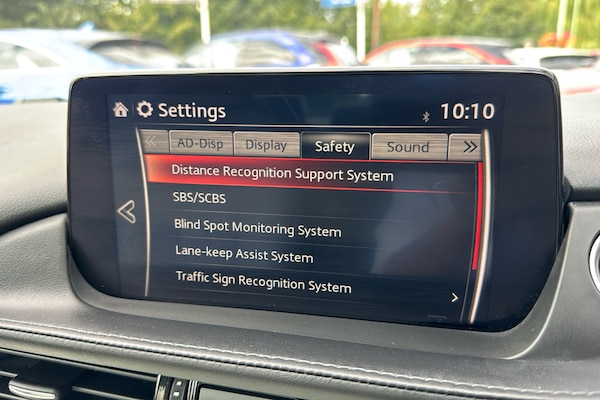 Settings
10:10
AD-Disp
Display
Safety
Sound
Distance Recognition Support System
SBS/SCBS
Blind Spot Monitoring System
Lane-keep Assist System
Traffic Sign Recognition System